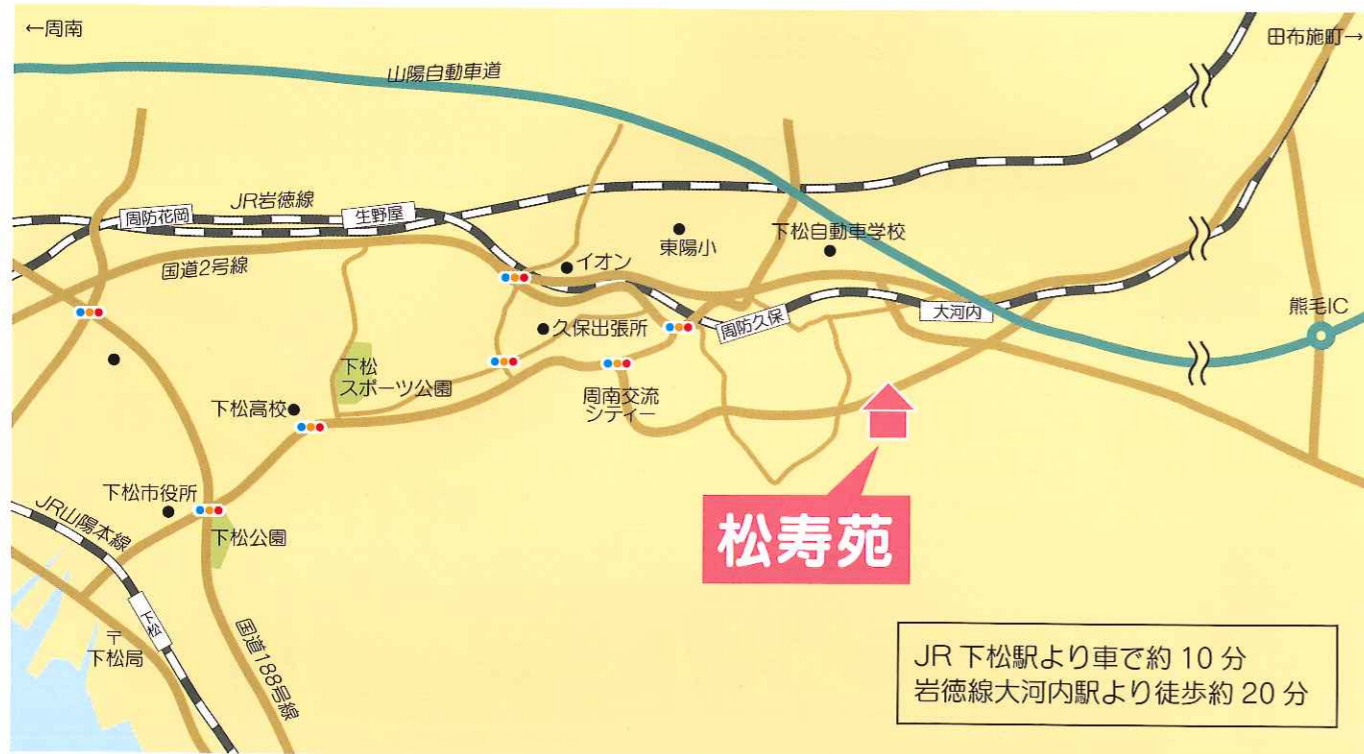 ←周南
田布施町→
山陽自動車道
JR岩徳線
周防花岡
生野屋
国道2号線
イオン
東陽小
下松自動車学校
久保出張所
周防久保
大河内
熊毛IC
下松
スポーツ公園
周南交流
シティー
下松高校
下松市役所
下松公園
JR山陽本線
下松
〒
下松局
国道188号線
松寿苑
JR 下松駅より車で約 10 分
岩徳線大河内駅より徒歩約 20 分